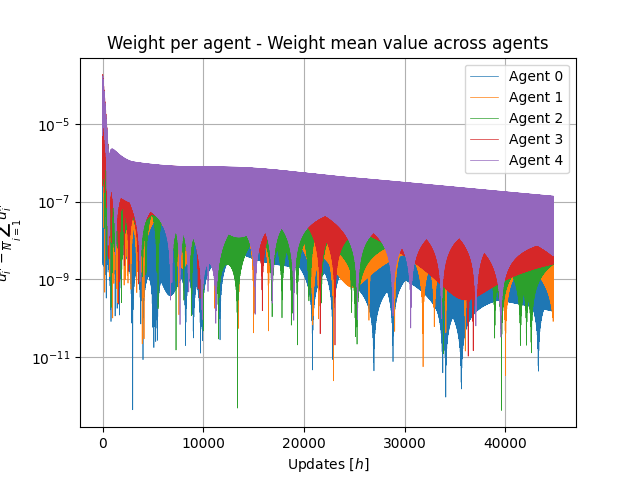 Weight per agent - Weight mean value across agents
Agent 0
Agent 1
Agent 2
Agent 3
Agent 4
10⁻⁵
10⁻⁷
10⁻⁹
10⁻¹¹
0
10000
20000
30000
40000
Updates [h]